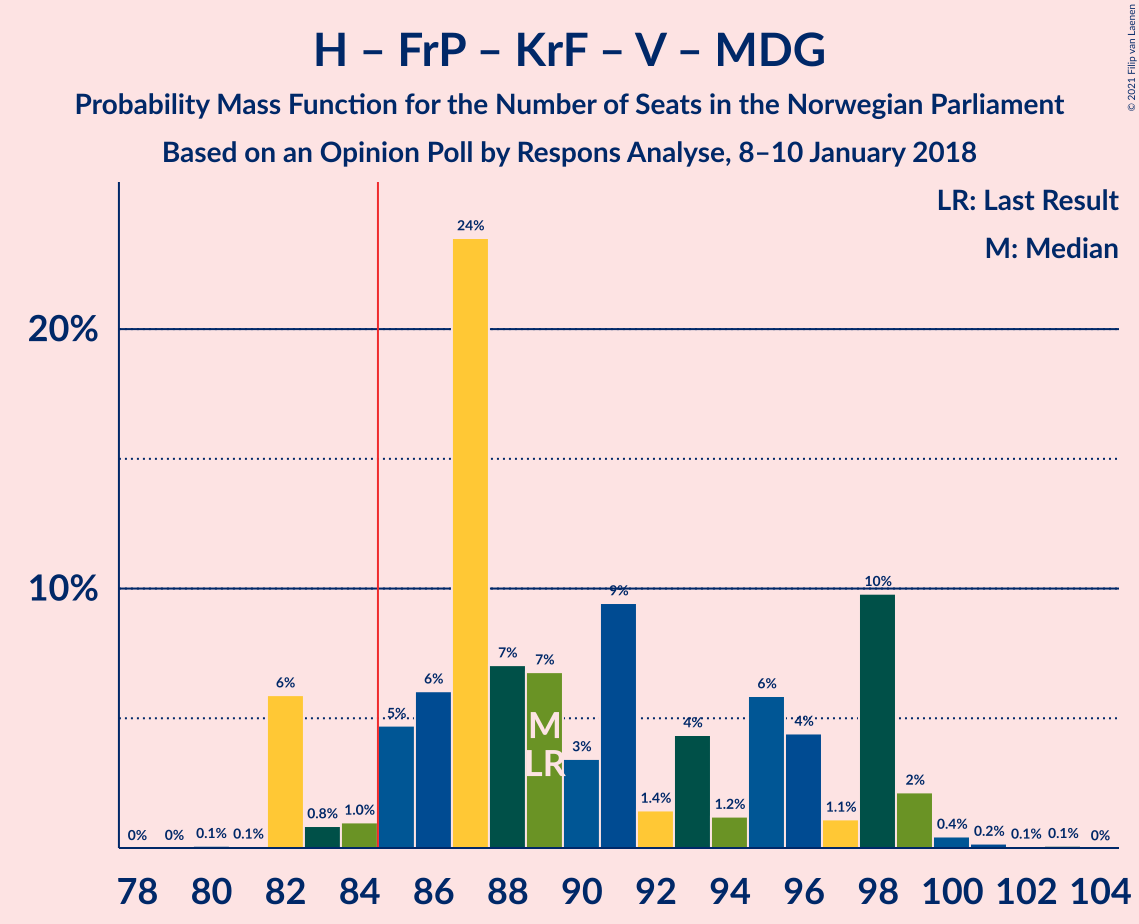 H – FrP – KrF – V – MDG
Probability Mass Function for the Number of Seats in the Norwegian Parliament
Based on an Opinion Poll by Respons Analyse, 8–10 January 2018
© 2021 Filip van Laenen
LR: Last Result
M: Median
20%
10%
0% 0% 0.1% 0.1% 6% 0.8% 1.0% 5% 6% 24% 7% 7% 3% 9% 1.4% 4% 1.2% 6% 4% 1.1% 10% 2% 0.4% 0.2% 0.1% 0.1% 0%
M
LR
78 80 82 84 86 88 90 92 94 96 98 100 102 104